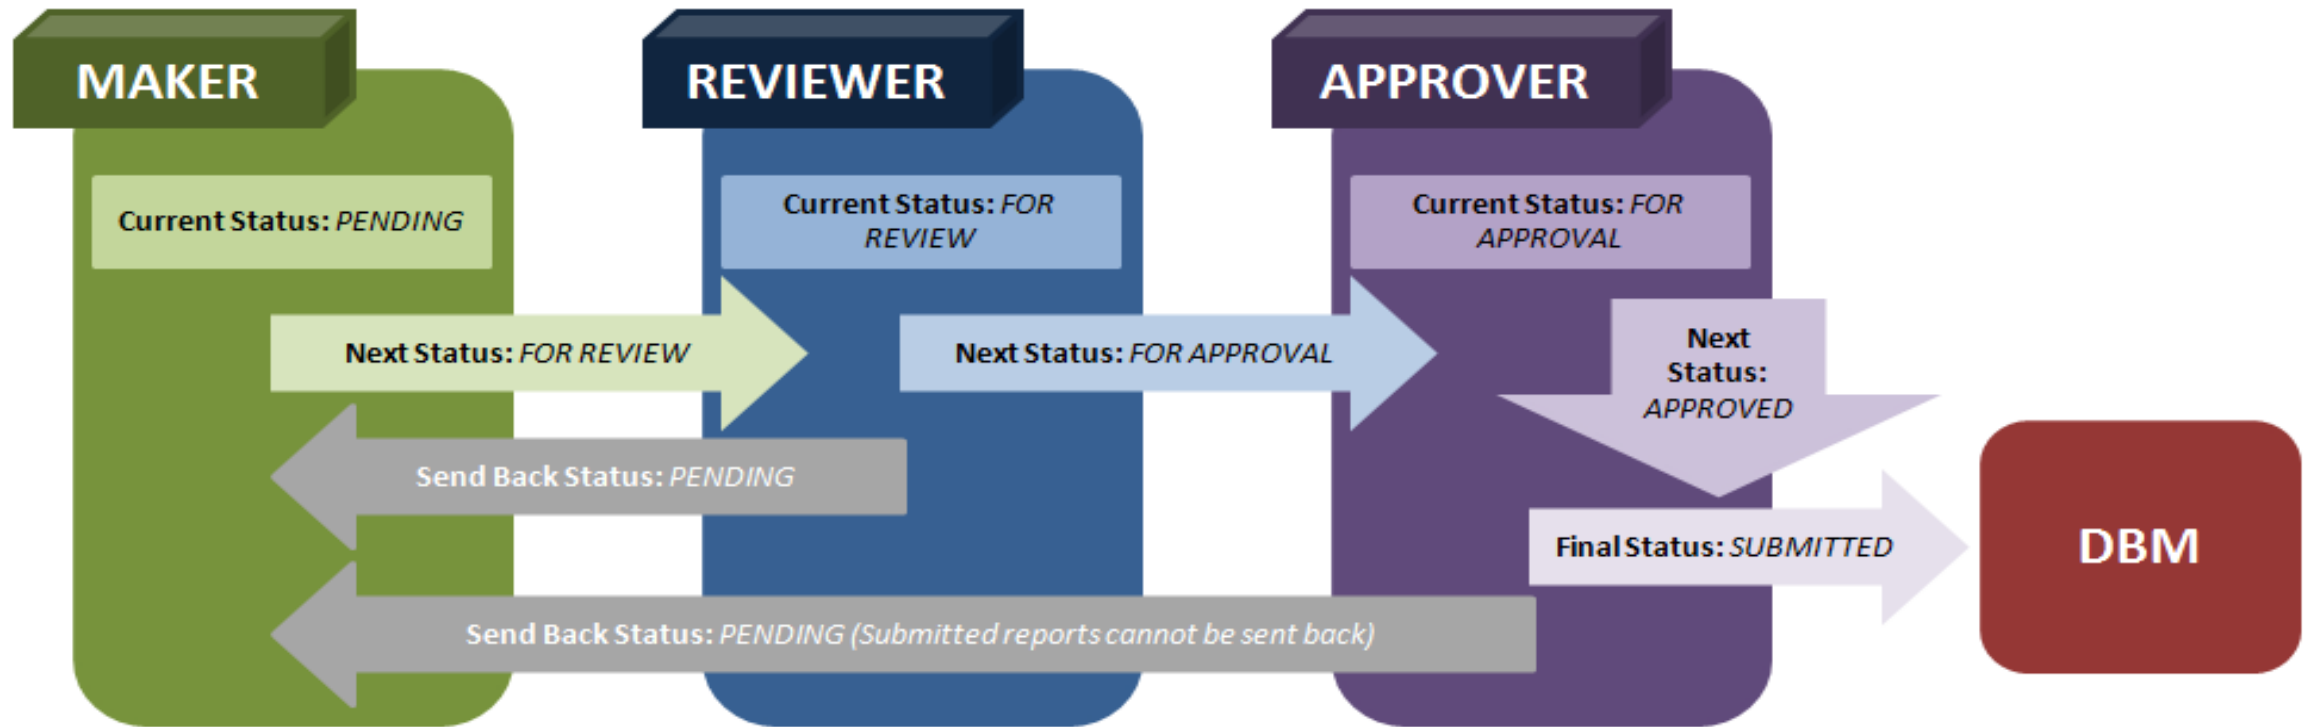 MAKER
REVIEWER
APPROVER
Current Status: PENDING
Current Status: FOR
REVIEW
Current Status: FOR
APPROVAL
Next Status: FOR REVIEW
Next Status: FOR APPROVAL
Next
Status:
APPROVED
Send Back Status: PENDING
Final Status: SUBMITTED
DBM
Send Back Status: PENDING (Submitted reports cannot be sent back)